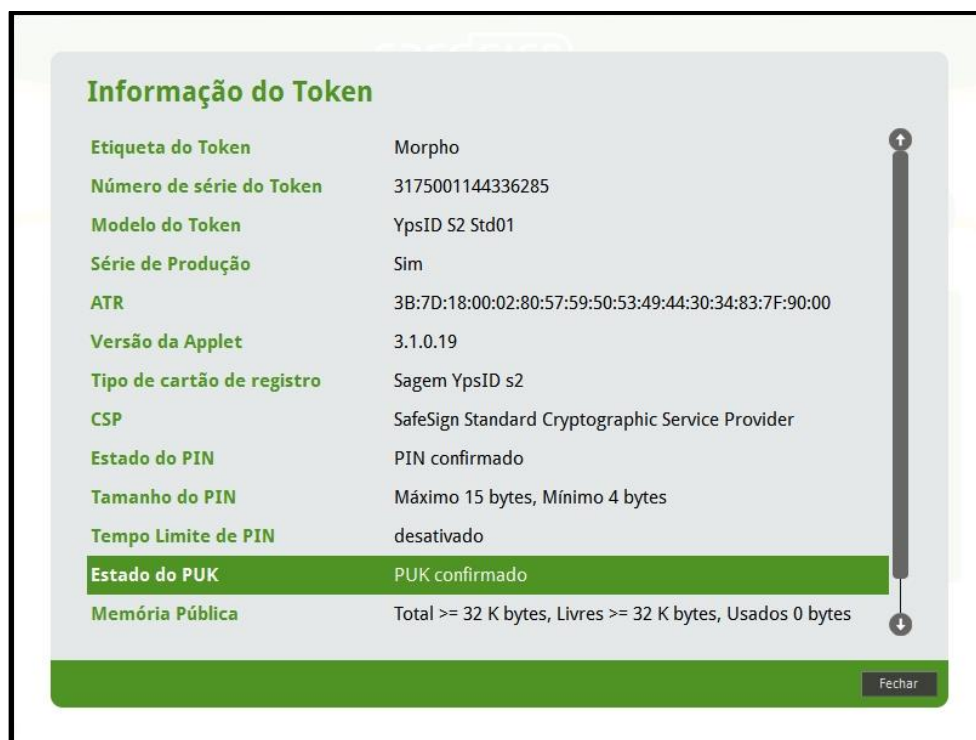 Informação do Token
Etiqueta do Token Morpho
Número de série do Token 3175001144336285
Modelo do Token YpsID S2 Std01
Série de Produção Sim
ATR 3B:7D:18:00:02:80:57:59:50:53:49:44:30:34:83:7F:90:00
Versão da Applet 3.1.0.19
Tipo de cartão de registro Sagem YpsID s2
CSP SafeSign Standard Cryptographic Service Provider
Estado do PIN PIN confirmado
Tamanho do PIN Máximo 15 bytes, Mínimo 4 bytes
Tempo Limite de PIN desativado
Estado do PUK PUK confirmado
Memória Pública Total >= 32 K bytes, Livres >= 32 K bytes, Usados 0 bytes
Fechar